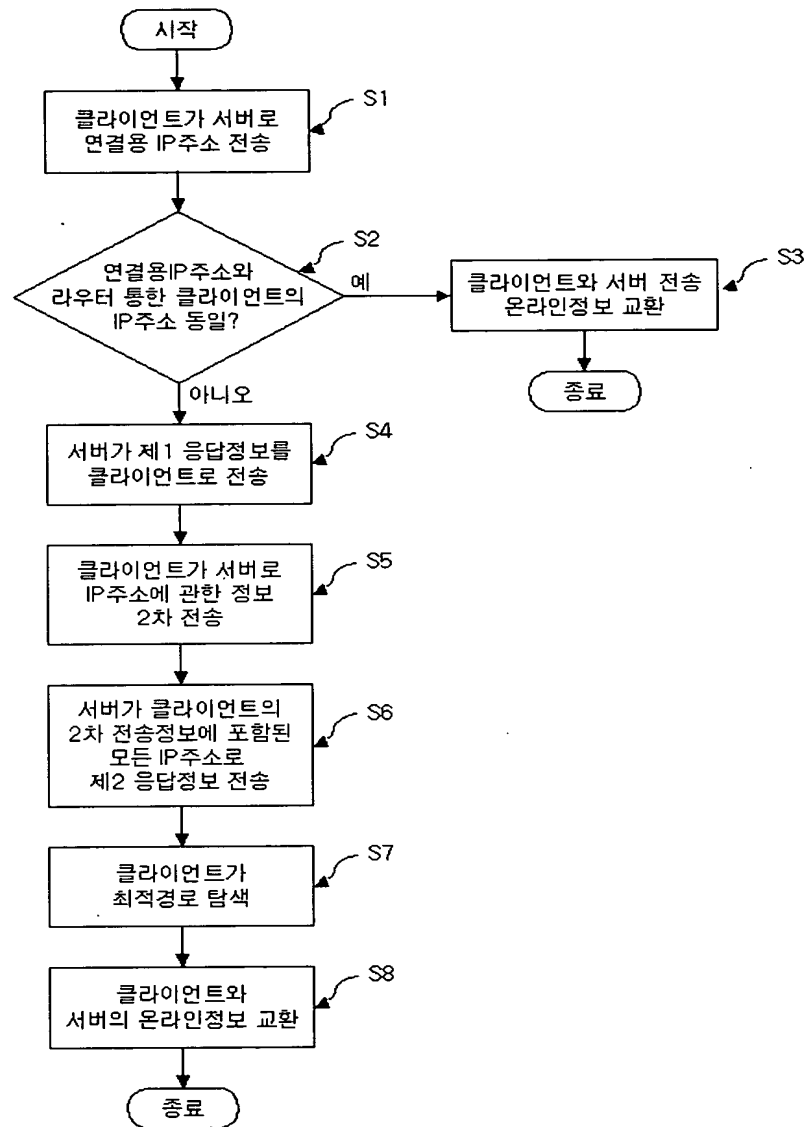 시작
S1
클라이언트가 서버로
연결용 IP주소 전송
S2
연결용IP주소와
라우터 통한 클라이언트의
IP주소 동일?
예
S3
클라이언트와 서버 전송
온라인정보 교환
종료
아니오
S4
서버가 제1 응답정보를
클라이언트로 전송
S5
클라이언트가 서버로
IP주소에 관한 정보
2차 전송
S6
서버가 클라이언트의
2차 전송정보에 포함된
모든 IP주소로
제2 응답정보 전송
S7
클라이언트가
최적경로 탐색
S8
클라이언트와
서버의 온라인정보 교환
종료